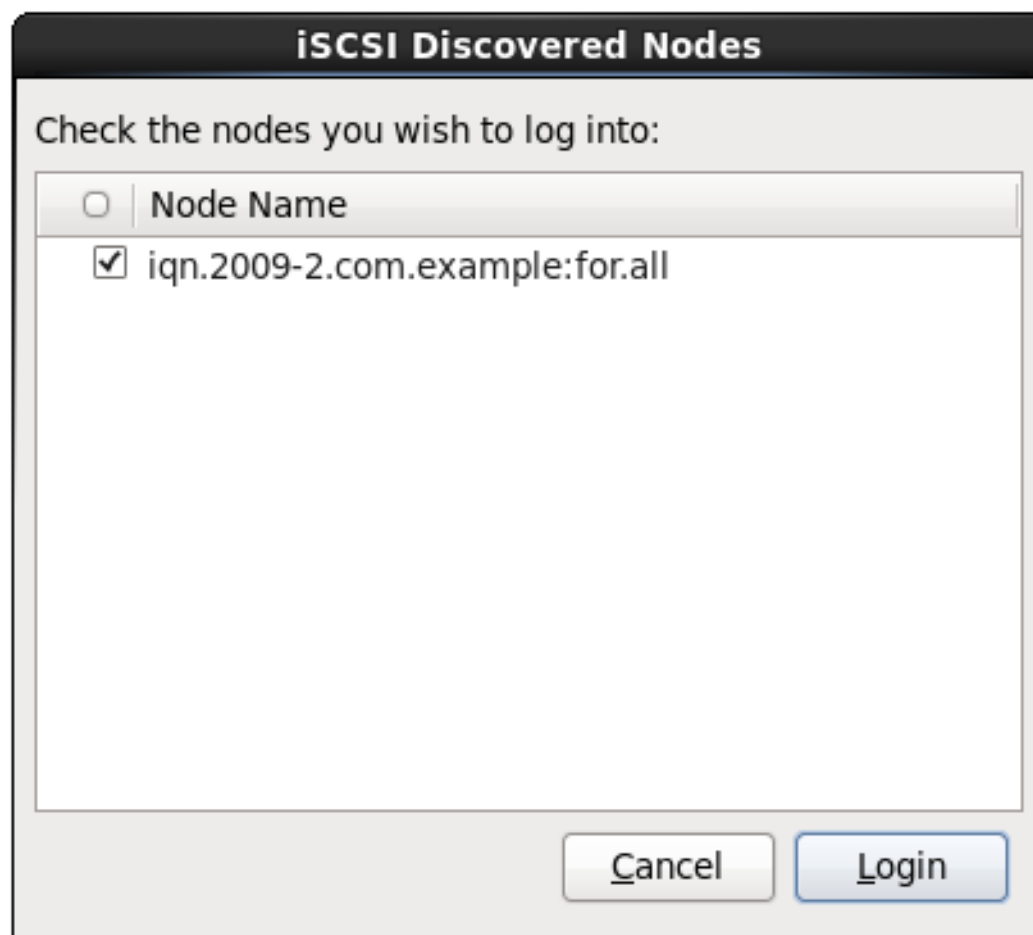 iSCSI Discovered Nodes
Check the nodes you wish to log into:
Node Name
iqn.2009-2.com.example:for.all
Cancel Login